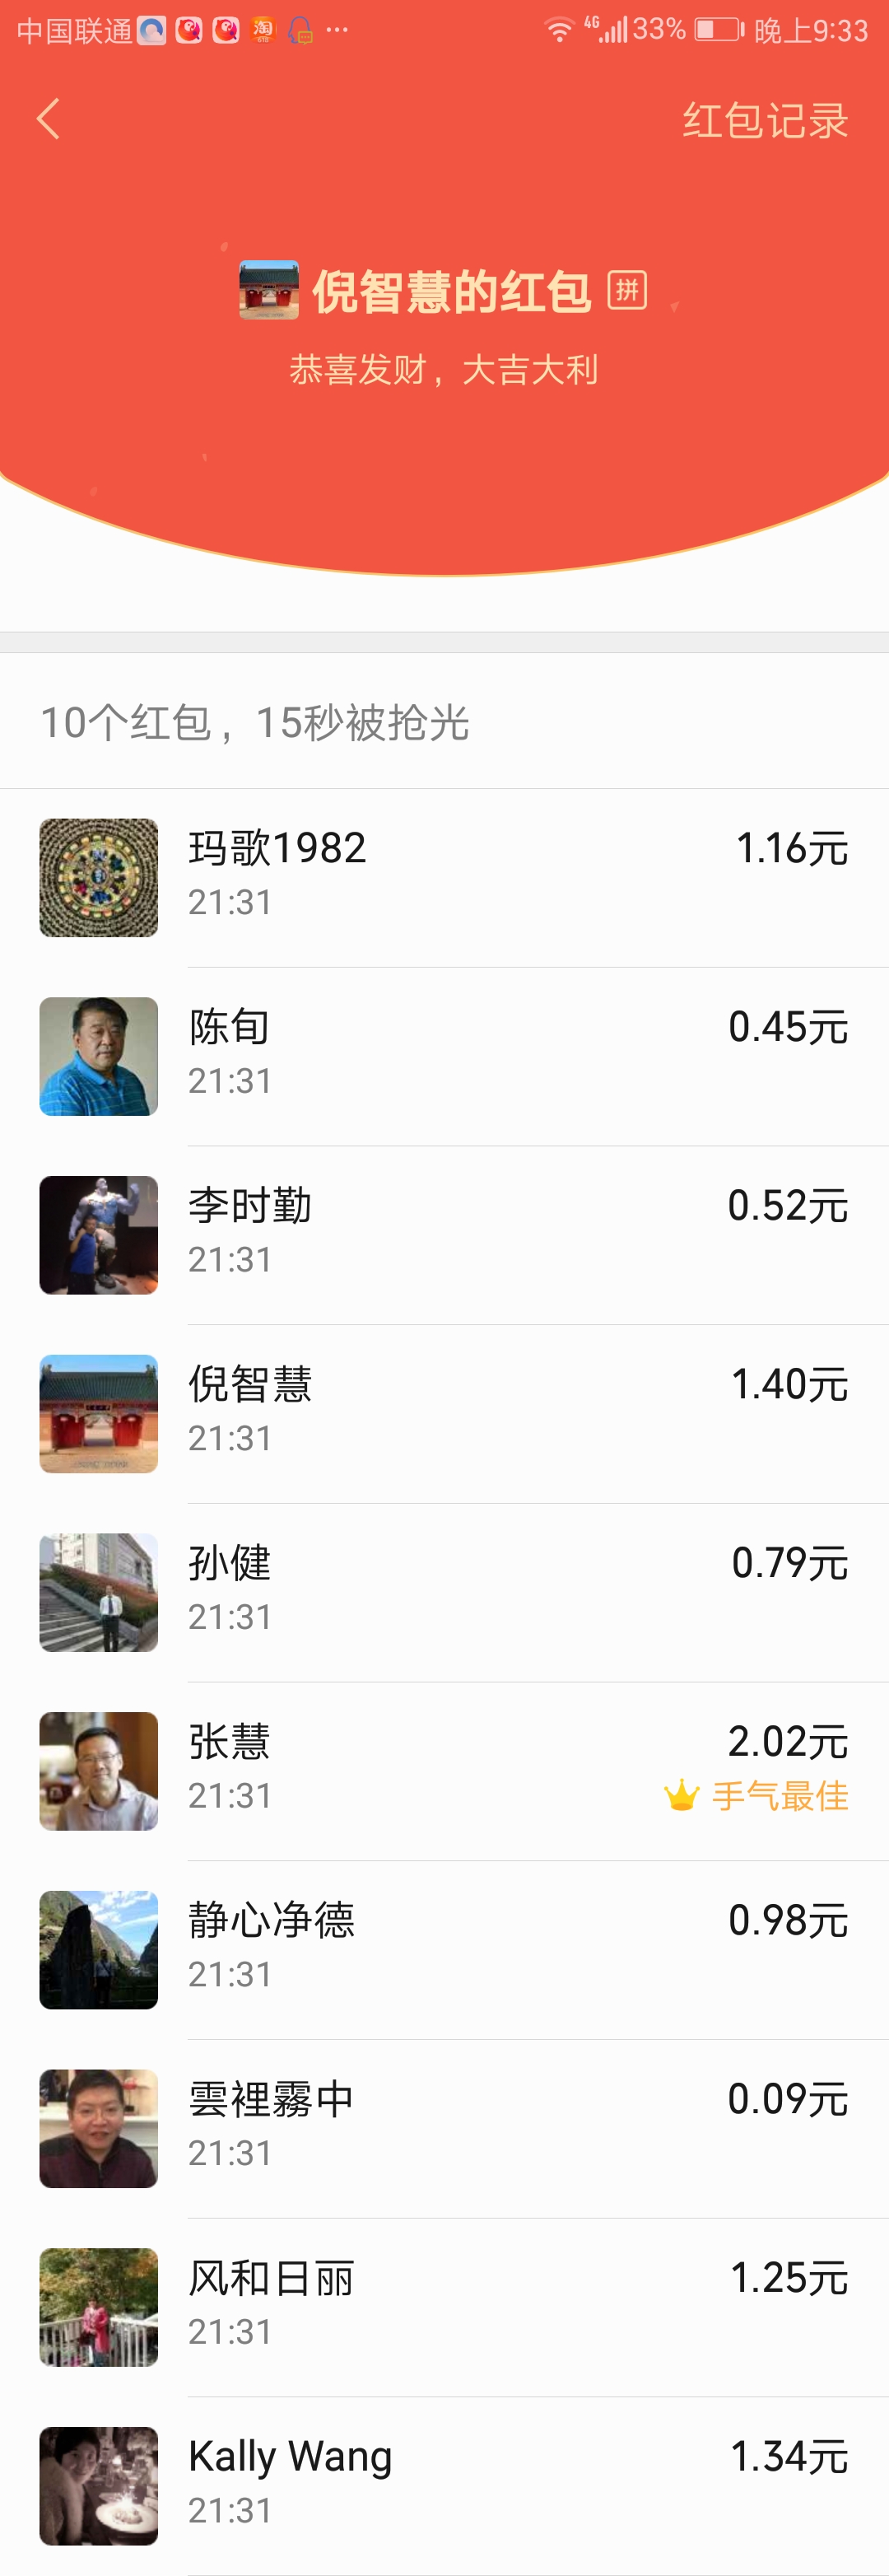 中国联通 淘 ··· 4G 33% 晚上9:33
红包记录
倪智慧的红包 拼
恭喜发财，大吉大利
10个红包，15秒被抢光
玛歌1982 1.16元
21:31
陈旬 0.45元
21:31
李时勤 0.52元
21:31
倪智慧 1.40元
21:31
孙健 0.79元
21:31
张慧 2.02元
21:31 手气最佳
静心净德 0.98元
21:31
雲裡霧中 0.09元
21:31
风和日丽 1.25元
21:31
Kally Wang 1.34元
21:31